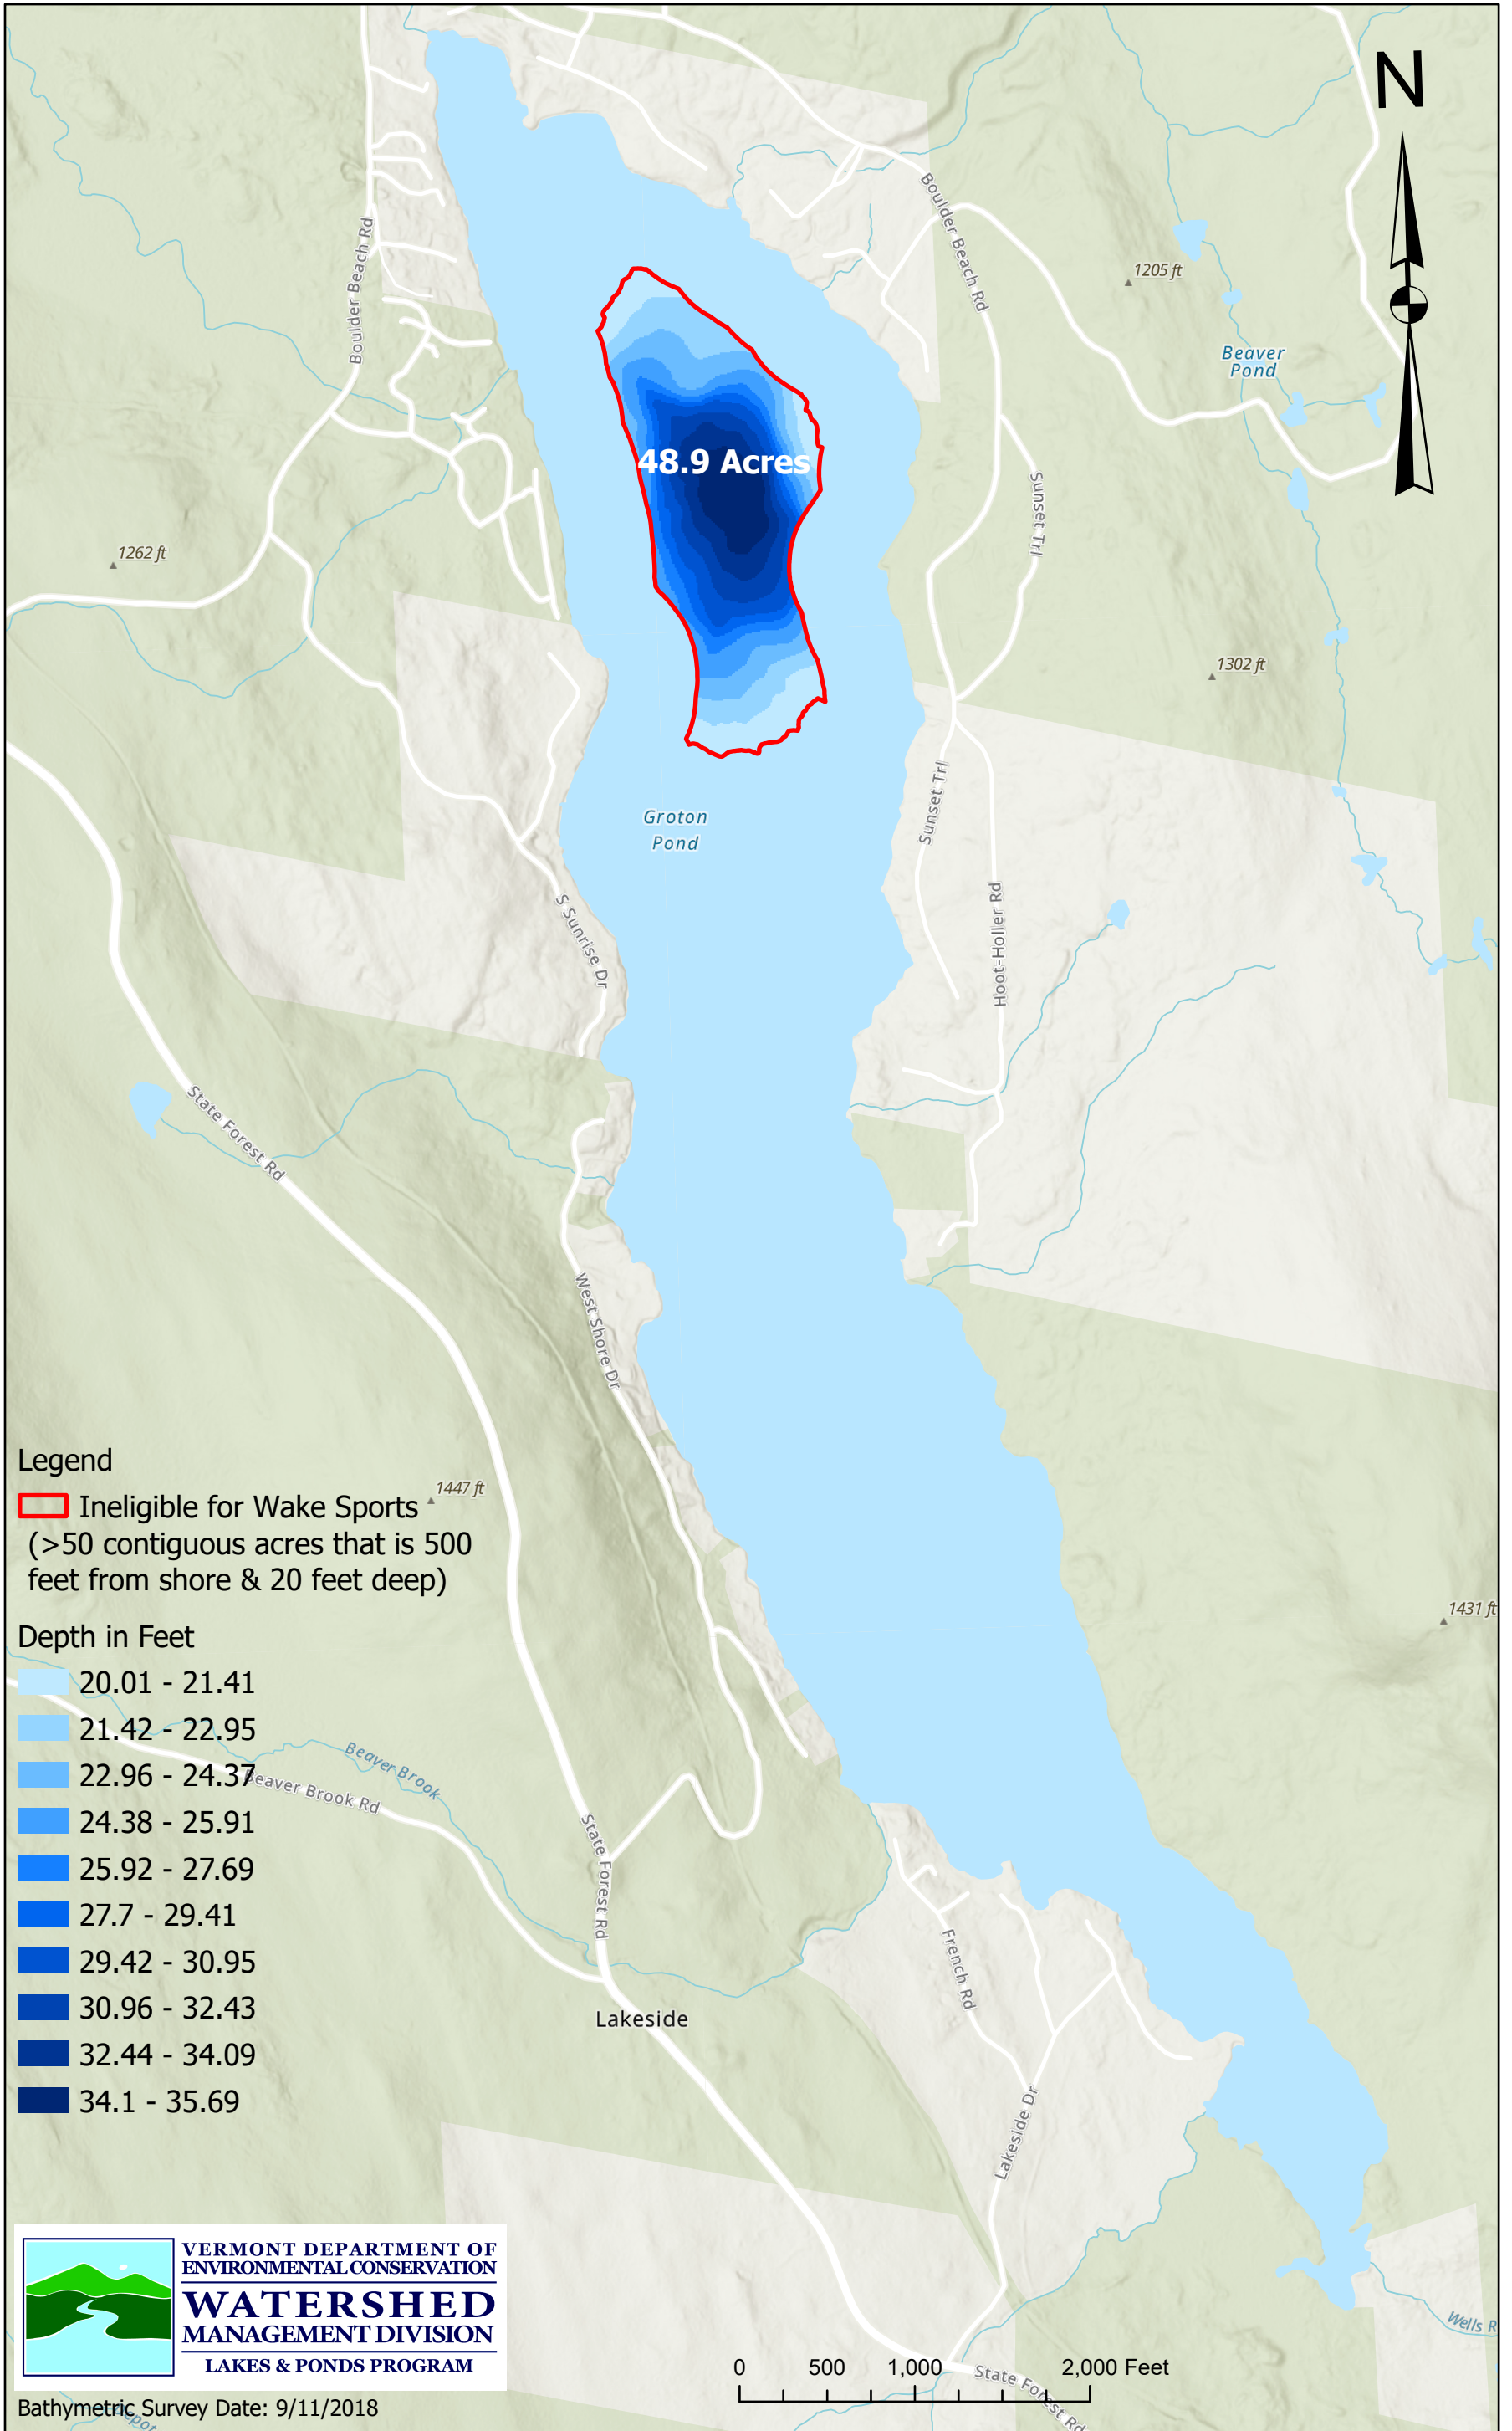 N
Boulder Beach Rd
Boulder Beach Rd
1205 ft
Beaver
Pond
48.9 Acres
Sunset Trl
1262 ft
1302 ft
Groton
Pond
Sunset Trl
S Sunrise Dr
Hoot-Holler Rd
State Forest Rd
West Shore Dr
Legend
Ineligible for Wake Sports
(>50 contiguous acres that is 500
feet from shore & 20 feet deep)
1447 ft
1431 ft
Depth in Feet
20.01 - 21.41
21.42 - 22.95
22.96 - 24.37
24.38 - 25.91
25.92 - 27.69
27.7 - 29.41
29.42 - 30.95
30.96 - 32.43
32.44 - 34.09
34.1 - 35.69
Beaver Brook
Beaver Brook Rd
State Forest Rd
French Rd
Lakeside
Lakeside Dr
VERMONT DEPARTMENT OF
ENVIRONMENTAL CONSERVATION
WATERSHED
MANAGEMENT DIVISION
LAKES & PONDS PROGRAM
Wells R
0 500 1,000 2,000 Feet
State Forest Rd
Bathymetric Survey Date: 9/11/2018